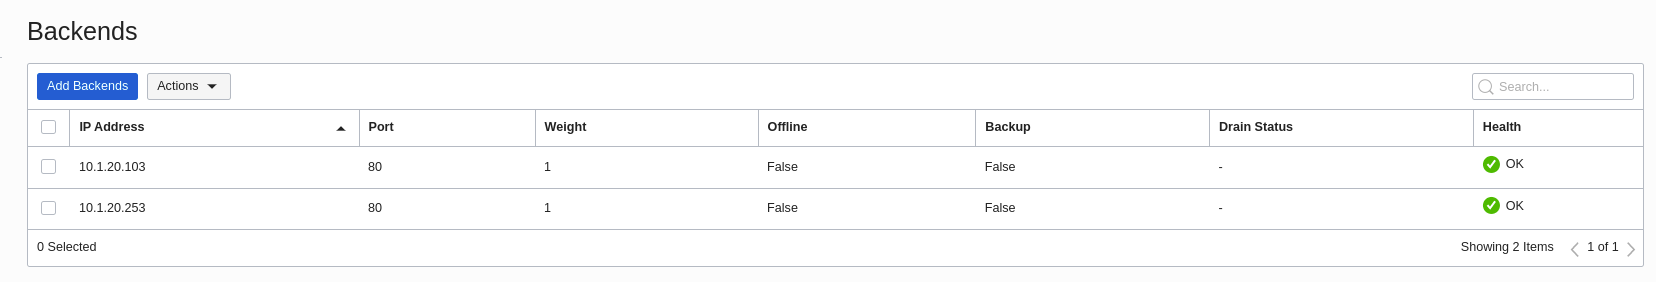 Backends
Add Backends Actions Search...
IP Address Port Weight Offline Backup Drain Status Health
10.1.20.103 80 1 False False - OK
10.1.20.253 80 1 False False - OK
0 Selected Showing 2 Items 1 of 1